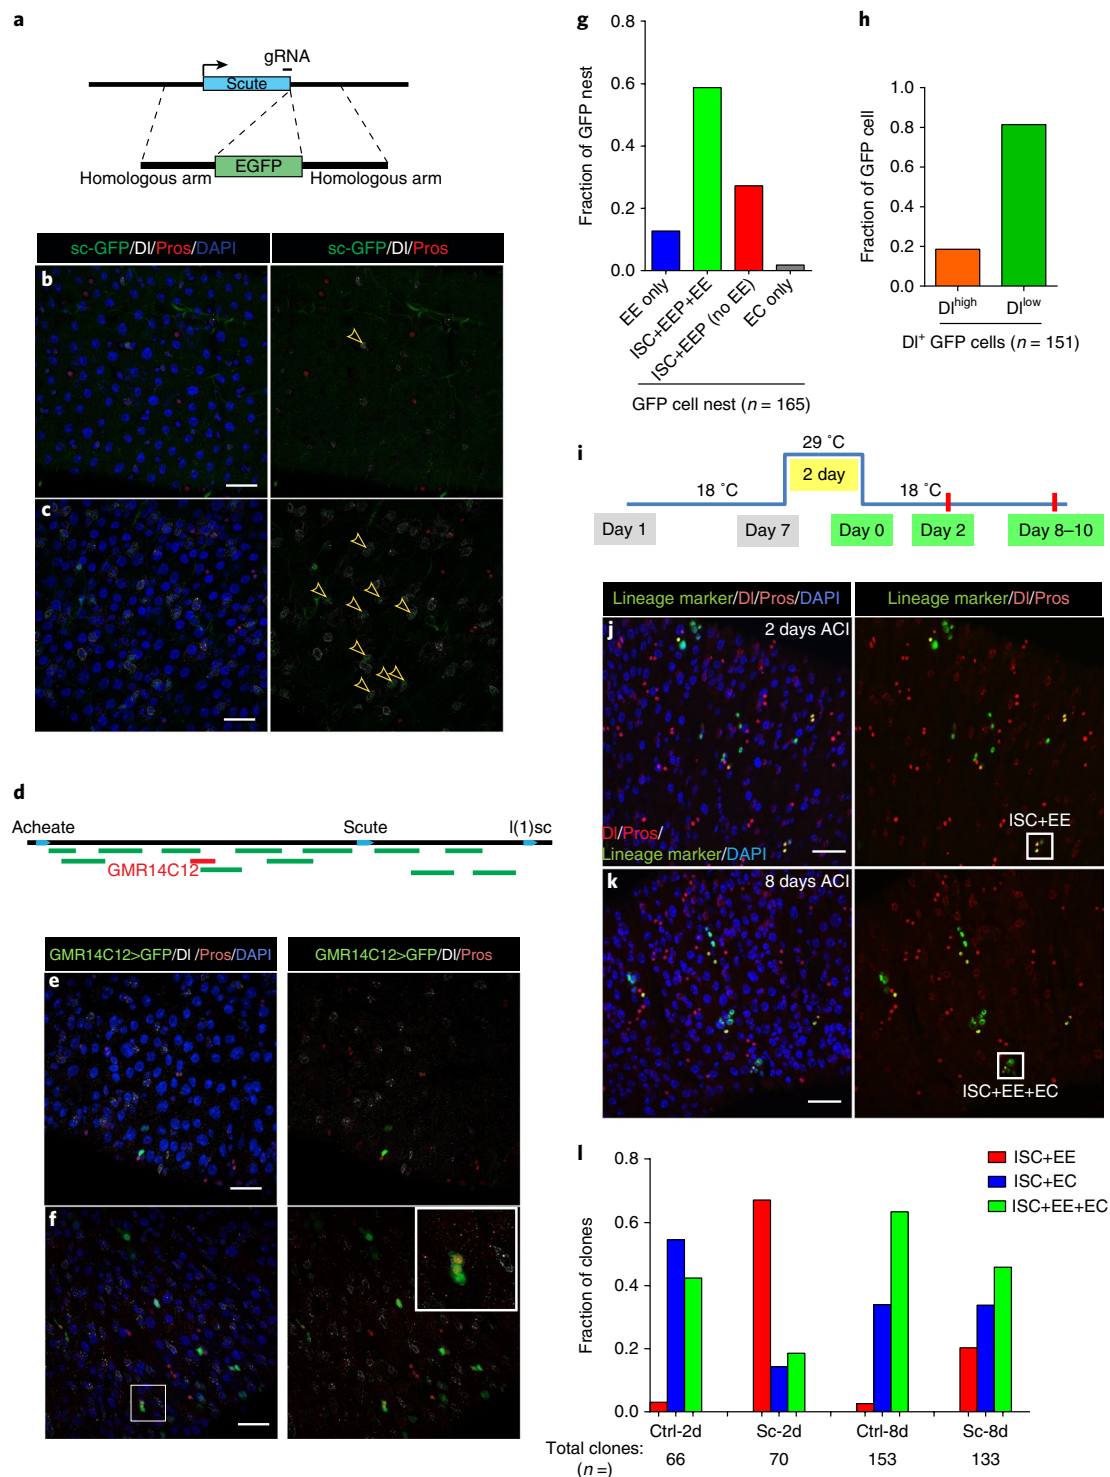 a
gRNA
Scute
EGFP
Homologous arm
Homologous arm
sc-GFP/Dl/Pros/DAPI
sc-GFP/Dl/Pros
b
c
d
Acheate
Scute
l(1)sc
GMR14C12
GMR14C12>GFP/Dl /Pros/DAPI
GMR14C12>GFP/Dl/Pros
e
f
g
Fraction of GFP nest
0.8
0.6
0.4
0.2
0.0
EE only
ISC+EEP+EE
ISC+EEP (no EE)
EC only
GFP cell nest (n = 165)
h
Fraction of GFP cell
1.0
0.8
0.6
0.4
0.2
0.0
Dl^high
Dl^low
Dl⁺ GFP cells (n = 151)
i
29 ˚C
2 day
18 ˚C
18 ˚C
Day 1
Day 7
Day 0
Day 2
Day 8–10
Lineage marker/Dl/Pros/DAPI
Lineage marker/Dl/Pros
j
2 days ACI
Dl/Pros/
Lineage marker/DAPI
ISC+EE
k
8 days ACI
ISC+EE+EC
l
Fraction of clones
0.8
0.6
0.4
0.2
0.0
ISC+EE
ISC+EC
ISC+EE+EC
Ctrl-2d
Sc-2d
Ctrl-8d
Sc-8d
Total clones:
(n =)
66
70
153
133